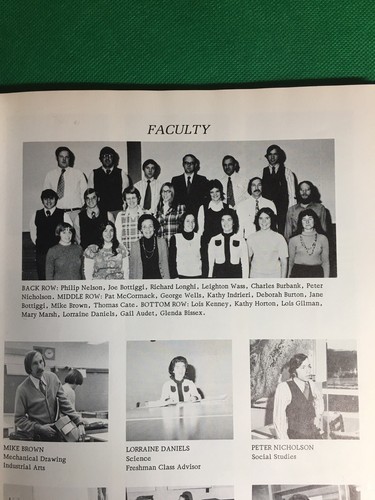 FACULTY
BACK ROW: Philip Nelson, Joe Bottiggi, Richard Longhi, Leighton Wass, Charles Burbank, Peter
Nicholson. MIDDLE ROW: Pat McCormack, George Wells, Kathy Indrieri, Deborah Burton, Jane
Bottiggi, Mike Brown, Thomas Cate. BOTTOM ROW: Lois Kenney, Kathy Horton, Lois Gilman,
Mary Marsh, Lorraine Daniels, Gail Audet, Glenda Bissex.
MIKE BROWN
Mechanical Drawing
Industrial Arts
LORRAINE DANIELS
Science
Freshman Class Advisor
PETER NICHOLSON
Social Studies